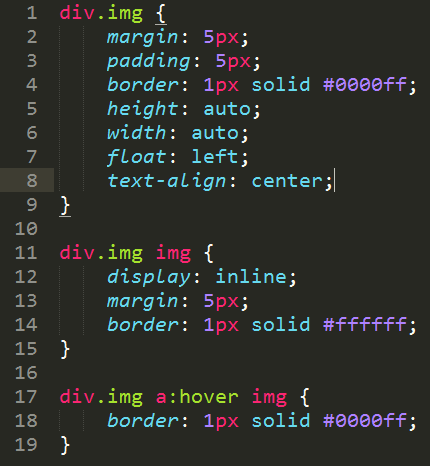 1 div.img {
2     margin: 5px;
3     padding: 5px;
4     border: 1px solid #0000ff;
5     height: auto;
6     width: auto;
7     float: left;
8     text-align: center;
9 }
10
11 div.img img {
12     display: inline;
13     margin: 5px;
14     border: 1px solid #ffffff;
15 }
16
17 div.img a:hover img {
18     border: 1px solid #0000ff;
19 }